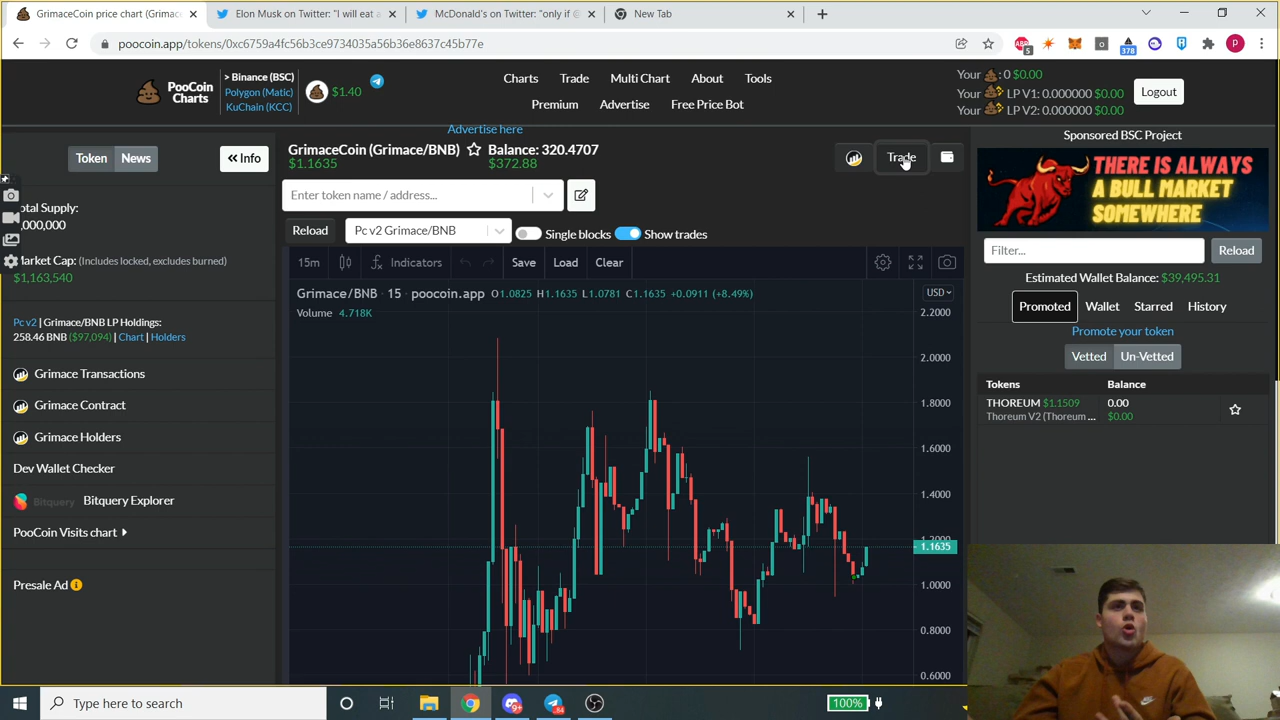 GrimaceCoin price chart (Grimac
Elon Musk on Twitter: "I will eat a
McDonald's on Twitter: "only if @
New Tab
poocoin.app/tokens/0xc6759a4fc56b3ce9734035a56b36e8637c45b77e
5
378
P
PooCoin
Charts
> Binance (BSC)
Polygon (Matic)
KuChain (KCC)
$1.40
Charts
Trade
Multi Chart
About
Tools
Premium
Advertise
Free Price Bot
Your :0 $0.00
Your LP V1: 0.000000 $0.00
Your LP V2: 0.000000 $0.00
Logout
Advertise here
Token
News
Info
otal Supply:
,000,000
Market Cap: (Includes locked, excludes burned)
$1,163,540
Pc v2 | Grimace/BNB LP Holdings:
258.46 BNB ($97,094) | Chart | Holders
Grimace Transactions
Grimace Contract
Grimace Holders
Dev Wallet Checker
Bitquery
Bitquery Explorer
PooCoin Visits chart
Presale Ad
GrimaceCoin (Grimace/BNB)
Balance: 320.4707
$1.1635
$372.88
Trade
Enter token name / address...
Reload
Pc v2 Grimace/BNB
Single blocks
Show trades
15m
Indicators
Save
Load
Clear
Grimace/BNB · 15 · poocoin.app O1.0825 H1.1635 L1.0781 C1.1635 +0.0911 (+8.49%)
USD
Volume 4.718K
2.2000
2.0000
1.8000
1.6000
1.4000
1.2000
1.1635
1.0000
0.8000
0.6000
Sponsored BSC Project
THERE IS ALWAYS
A BULL MARKET
SOMEWHERE
Filter...
Reload
Estimated Wallet Balance: $39,495.31
Promoted
Wallet
Starred
History
Promote your token
Vetted
Un-Vetted
Tokens
Balance
THOREUM $1.1509
0.00
Thoreum V2 (Thoreum ...
$0.00
Type here to search
9+
84
100%